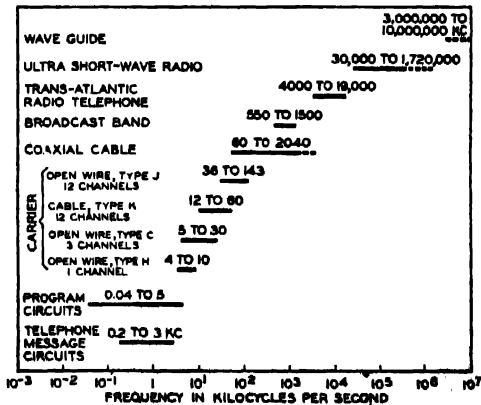 3,000,000 TO
10,000,000 KC
WAVE GUIDE
ULTRA SHORT-WAVE RADIO
30,000 TO 1,720,000
TRANS-ATLANTIC
RADIO TELEPHONE
4000 TO 19,000
BROADCAST BAND
550 TO 1500
COAXIAL CABLE
60 TO 2040
CARRIER
OPEN WIRE, TYPE J
12 CHANNELS
36 TO 143
CABLE, TYPE K
12 CHANNELS
12 TO 60
OPEN WIRE, TYPE C
3 CHANNELS
5 TO 30
OPEN WIRE, TYPE H
1 CHANNEL
4 TO 10
PROGRAM
CIRCUITS
0.04 TO 5
TELEPHONE
MESSAGE
CIRCUITS
0.2 TO 3 KC
10⁻³ 10⁻² 10⁻¹ 1 10¹ 10² 10³ 10⁴ 10⁵ 10⁶ 10⁷
FREQUENCY IN KILOCYCLES PER SECOND